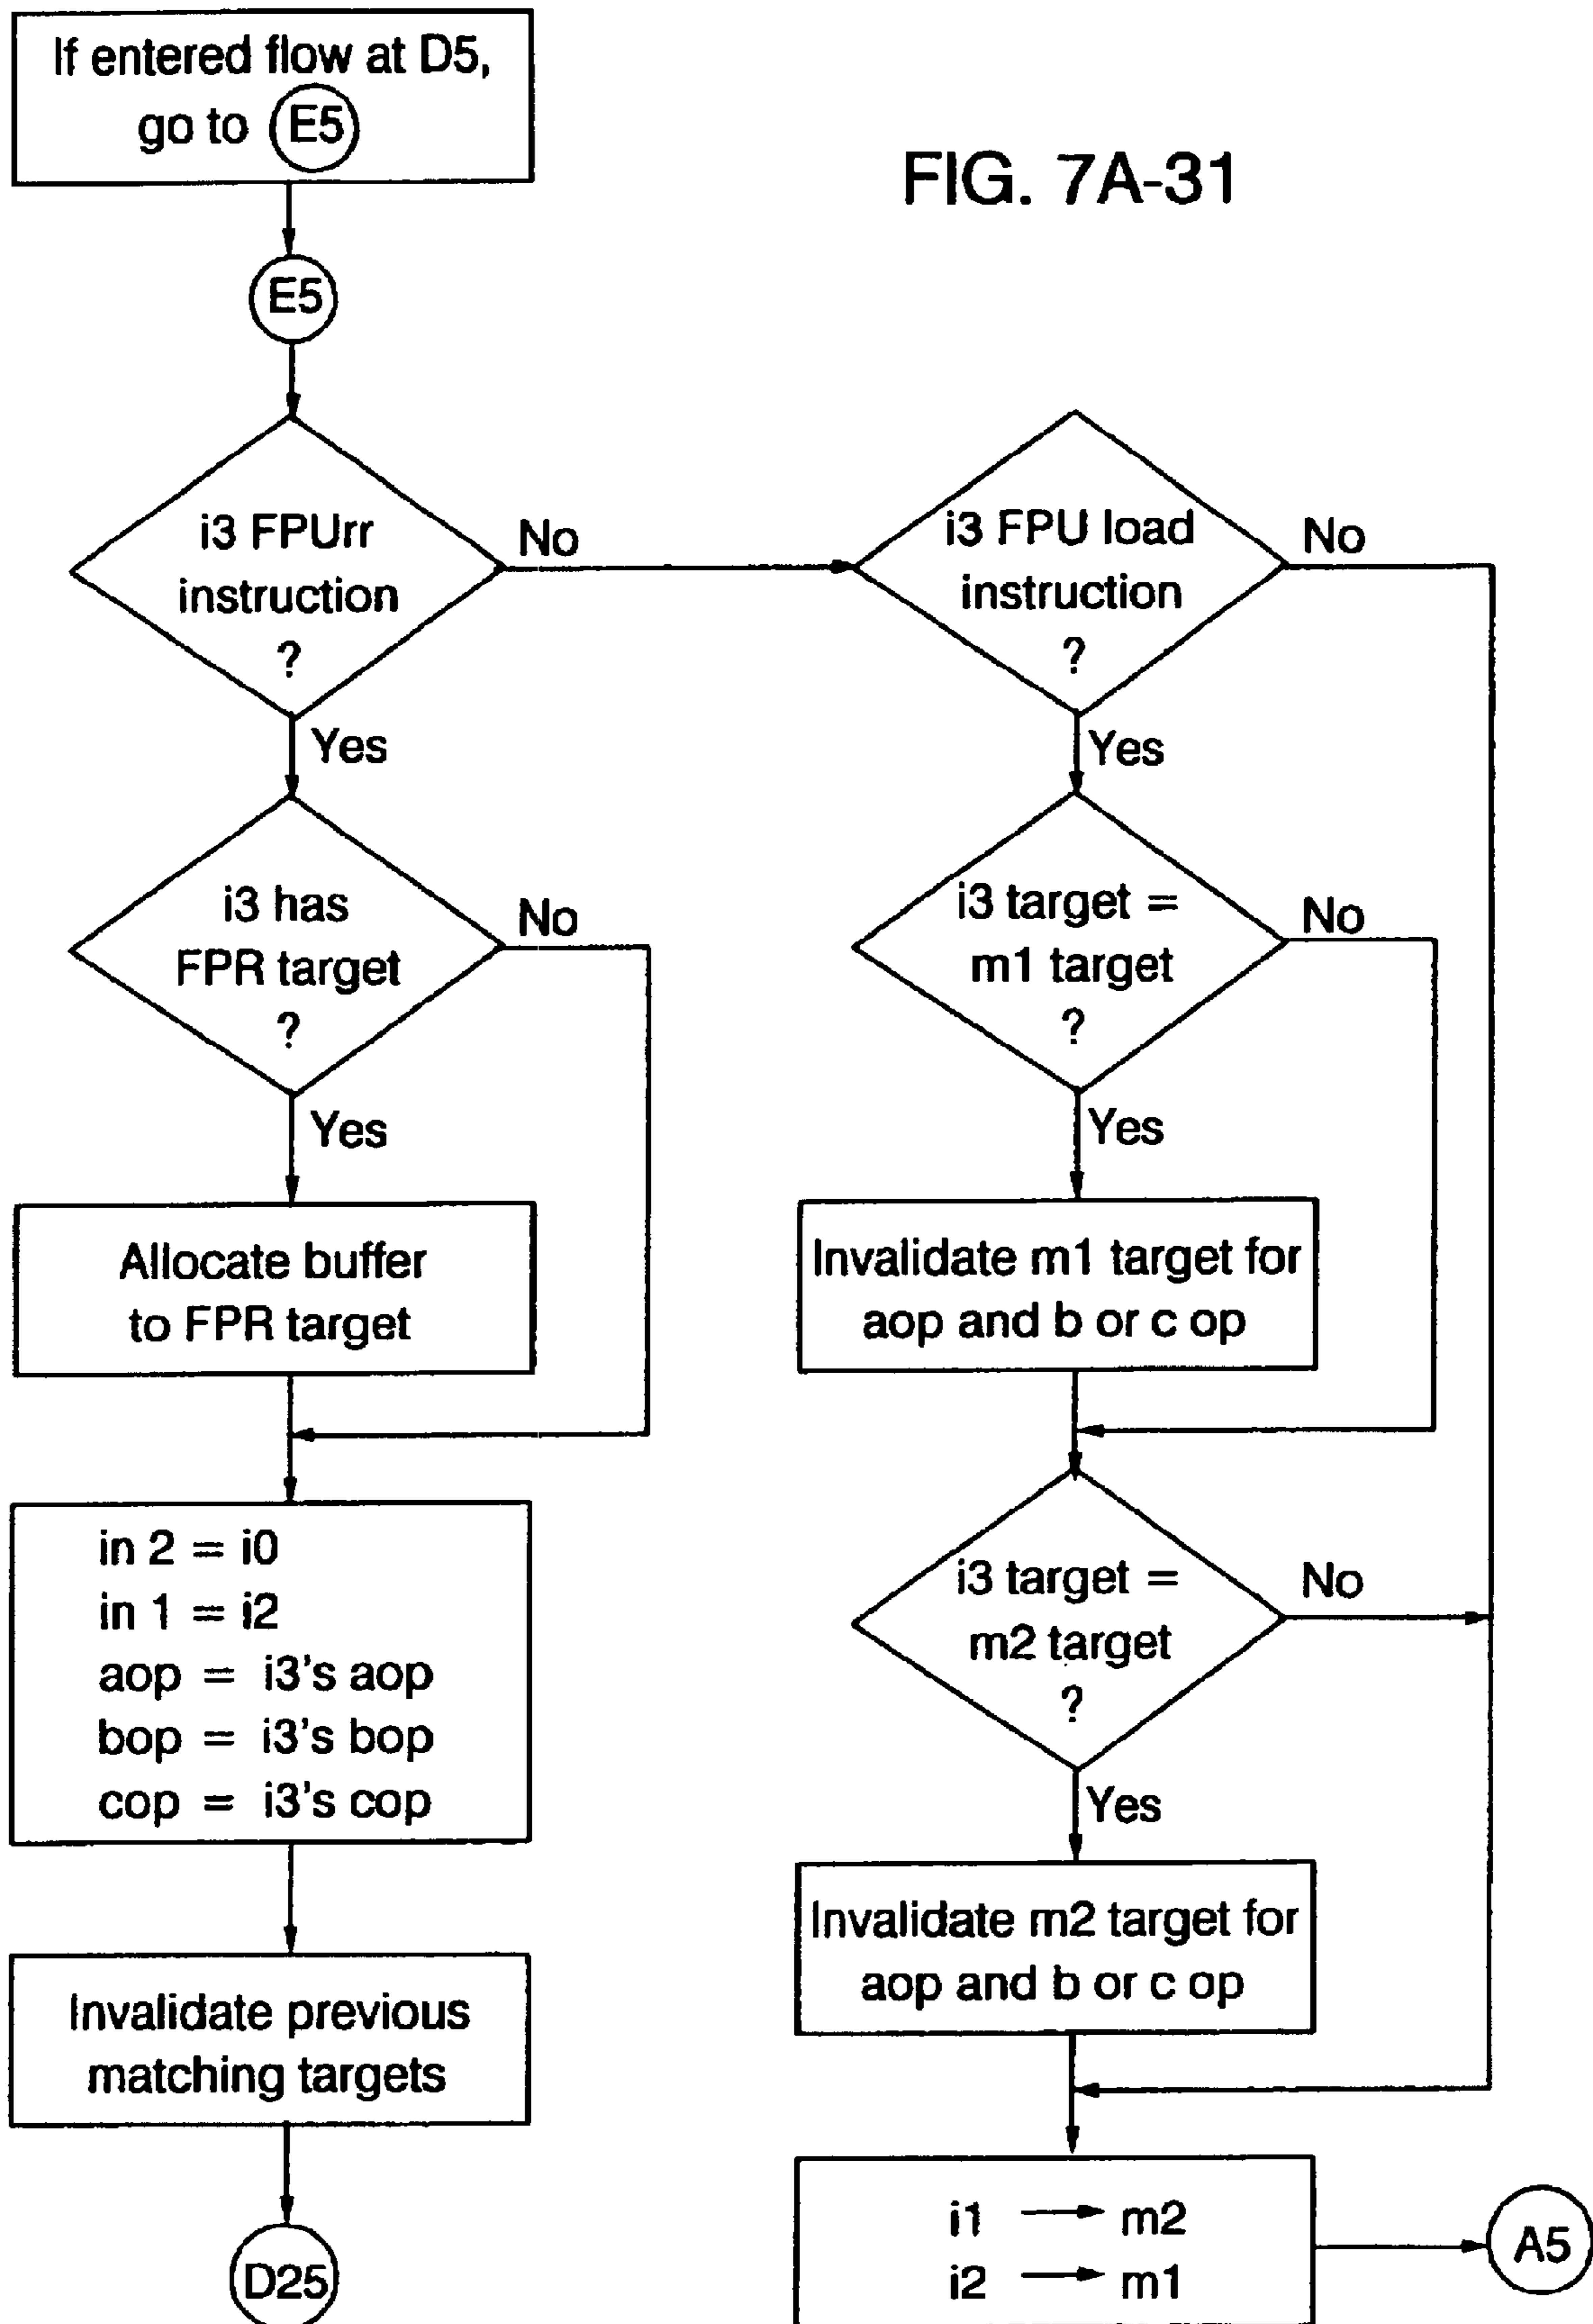 If entered flow at D5,
go to E5
FIG. 7A-31
E5
i3 FPUrr
instruction
?
No
Yes
i3 has
FPR target
?
No
Yes
Allocate buffer
to FPR target
in 2 = i0
in 1 = i2
aop = i3's aop
bop = i3's bop
cop = i3's cop
Invalidate previous
matching targets
D25
i3 FPU load
instruction
?
No
Yes
i3 target =
m1 target
?
No
Yes
Invalidate m1 target for
aop and b or c op
i3 target =
m2 target
?
No
Yes
Invalidate m2 target for
aop and b or c op
i1 → m2
i2 → m1
A5